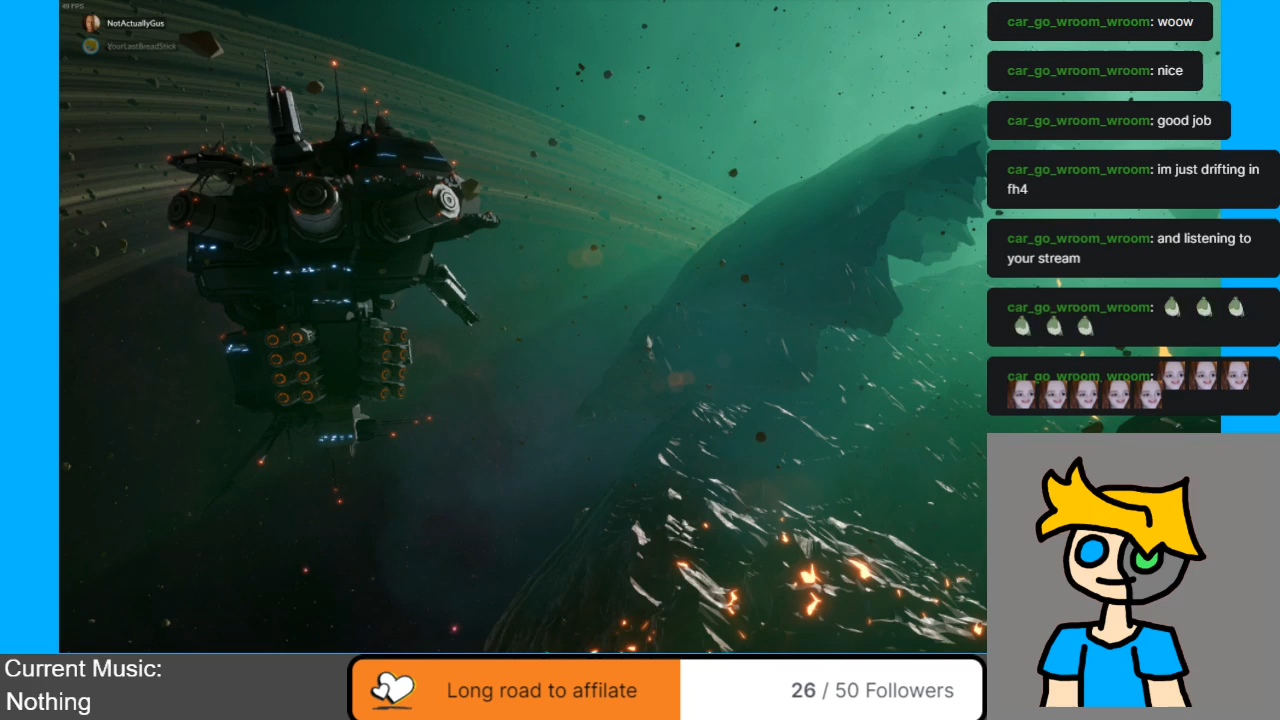 49 FPS
NotActuallyGus
YourLastBreadStick
car_go_wroom_wroom: woow
car_go_wroom_wroom: nice
car_go_wroom_wroom: good job
car_go_wroom_wroom: im just drifting in
fh4
car_go_wroom_wroom: and listening to
your stream
car_go_wroom_wroom:
car_go_wroom_wroom:
Current Music:
Nothing
Long road to affilate
26 / 50 Followers